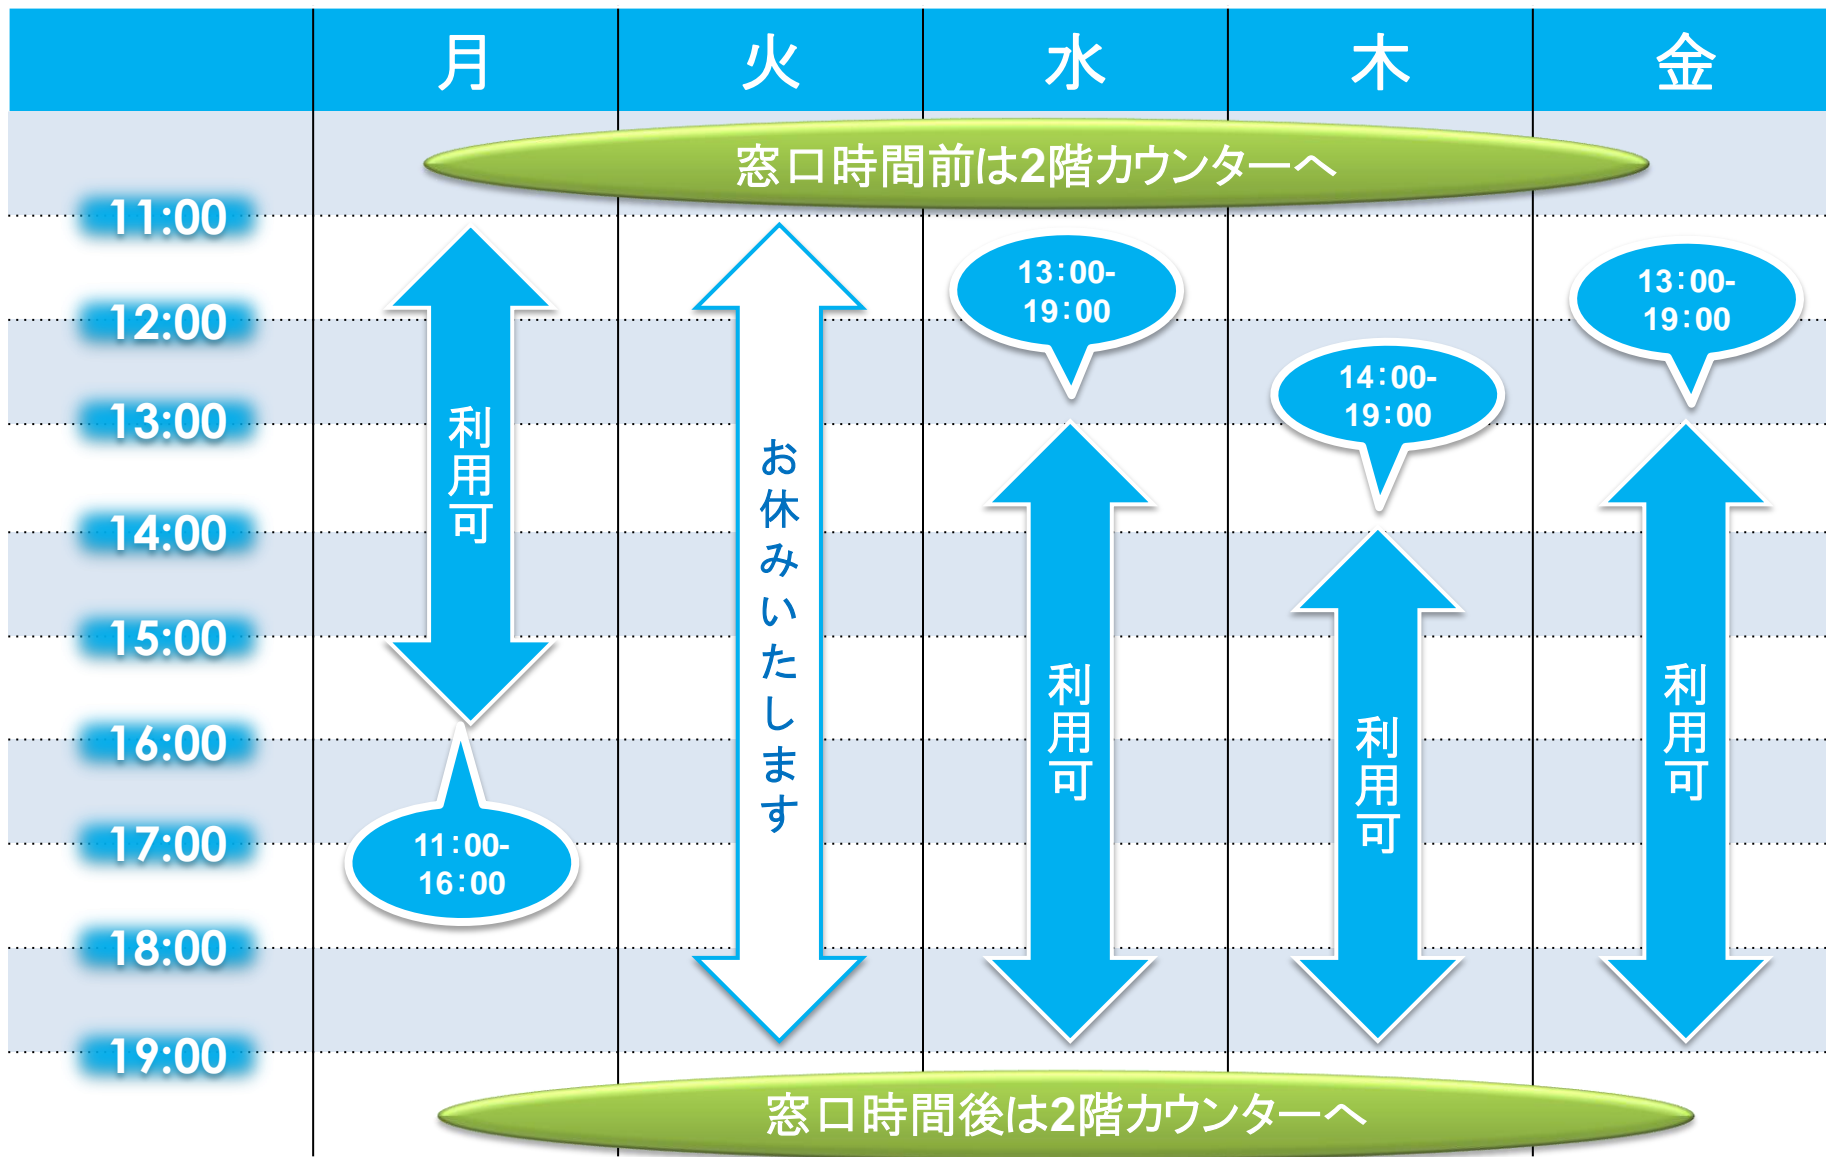 月 火 水 木 金
窓口時間前は2階カウンターへ
11:00
12:00
13:00
14:00
15:00
16:00
17:00
18:00
19:00
利用可
11:00-
16:00
お休みいたします
13:00-
19:00
利用可
14:00-
19:00
利用可
13:00-
19:00
利用可
窓口時間後は2階カウンターへ